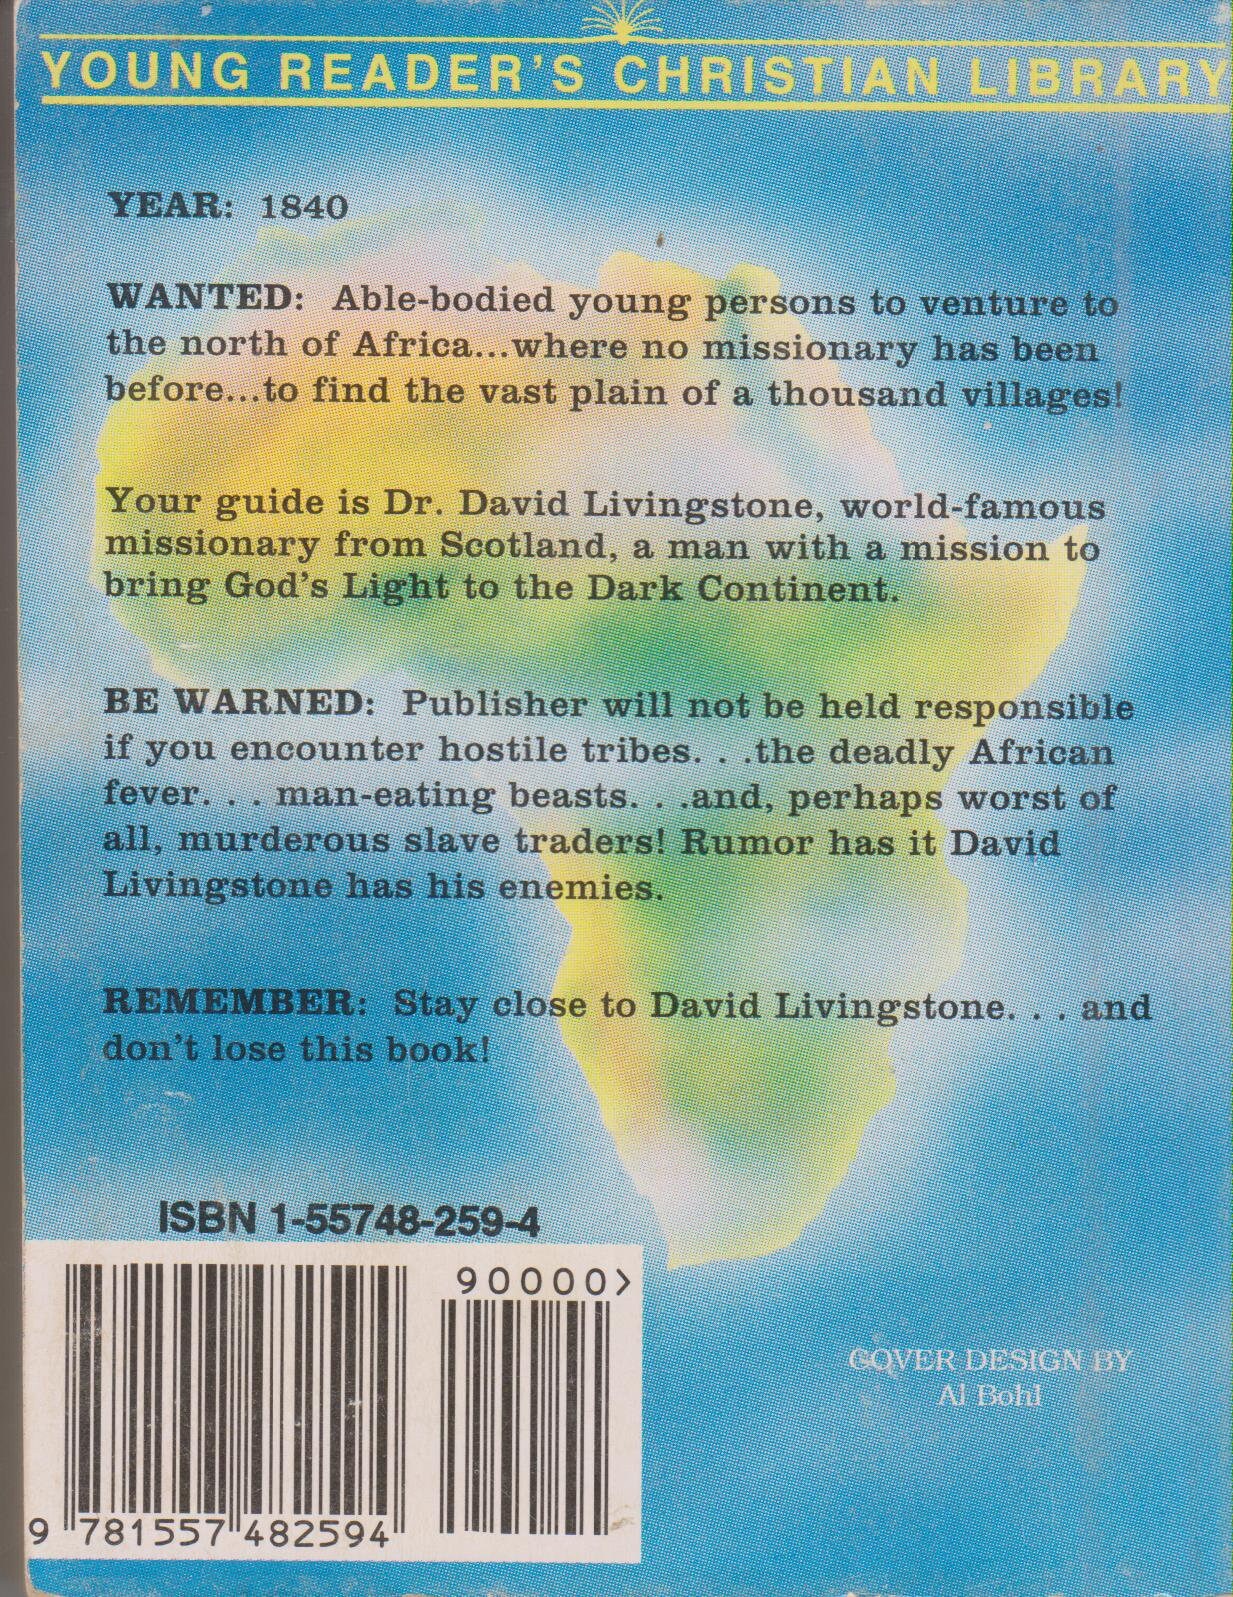 YOUNG READER'S CHRISTIAN LIBRARY
YEAR: 1840
WANTED: Able-bodied young persons to venture to
the north of Africa...where no missionary has been
before...to find the vast plain of a thousand villages!
Your guide is Dr. David Livingstone, world-famous
missionary from Scotland, a man with a mission to
bring God's Light to the Dark Continent.
BE WARNED: Publisher will not be held responsible
if you encounter hostile tribes. . .the deadly African
fever. . . man-eating beasts. . .and, perhaps worst of
all, murderous slave traders! Rumor has it David
Livingstone has his enemies.
REMEMBER: Stay close to David Livingstone. . . and
don't lose this book!
ISBN 1-55748-259-4
90000>
9 781557 482594
COVER DESIGN BY
Al Bohl